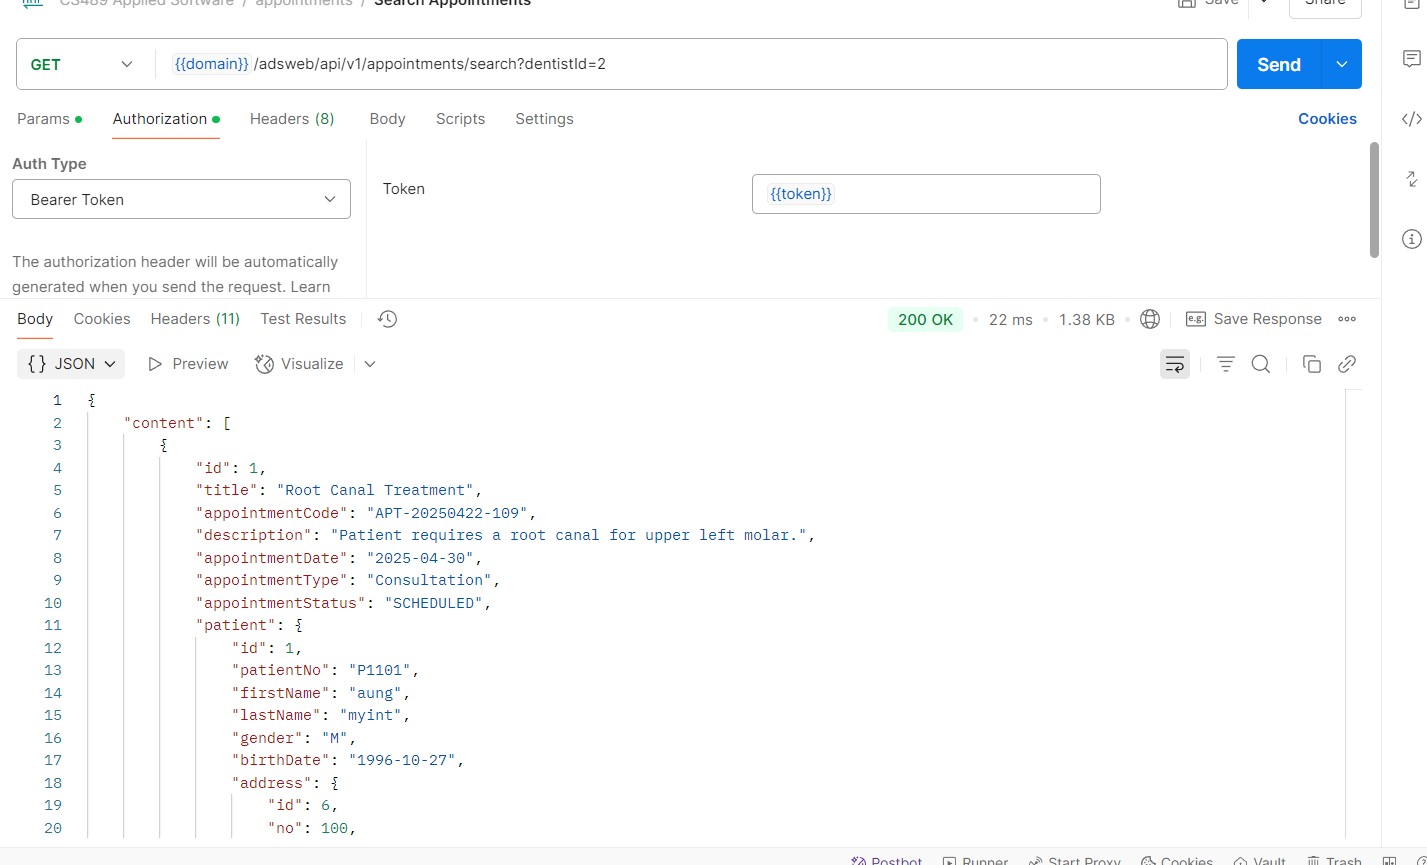 CS489 Applied Software / appointments / Search Appointments Save Share
GET {{domain}} /adsweb/api/v1/appointments/search?dentistId=2 Send
Params Authorization Headers (8) Body Scripts Settings Cookies
Auth Type
Bearer Token
Token {{token}}
The authorization header will be automatically
generated when you send the request. Learn
Body Cookies Headers (11) Test Results 200 OK 22 ms 1.38 KB e.g. Save Response
{} JSON Preview Visualize
1 {
2 "content": [
3 {
4 "id": 1,
5 "title": "Root Canal Treatment",
6 "appointmentCode": "APT-20250422-109",
7 "description": "Patient requires a root canal for upper left molar.",
8 "appointmentDate": "2025-04-30",
9 "appointmentType": "Consultation",
10 "appointmentStatus": "SCHEDULED",
11 "patient": {
12 "id": 1,
13 "patientNo": "P1101",
14 "firstName": "aung",
15 "lastName": "myint",
16 "gender": "M",
17 "birthDate": "1996-10-27",
18 "address": {
19 "id": 6,
20 "no": 100,
Postbot Runner Start Proxy Cookies Vault Trash